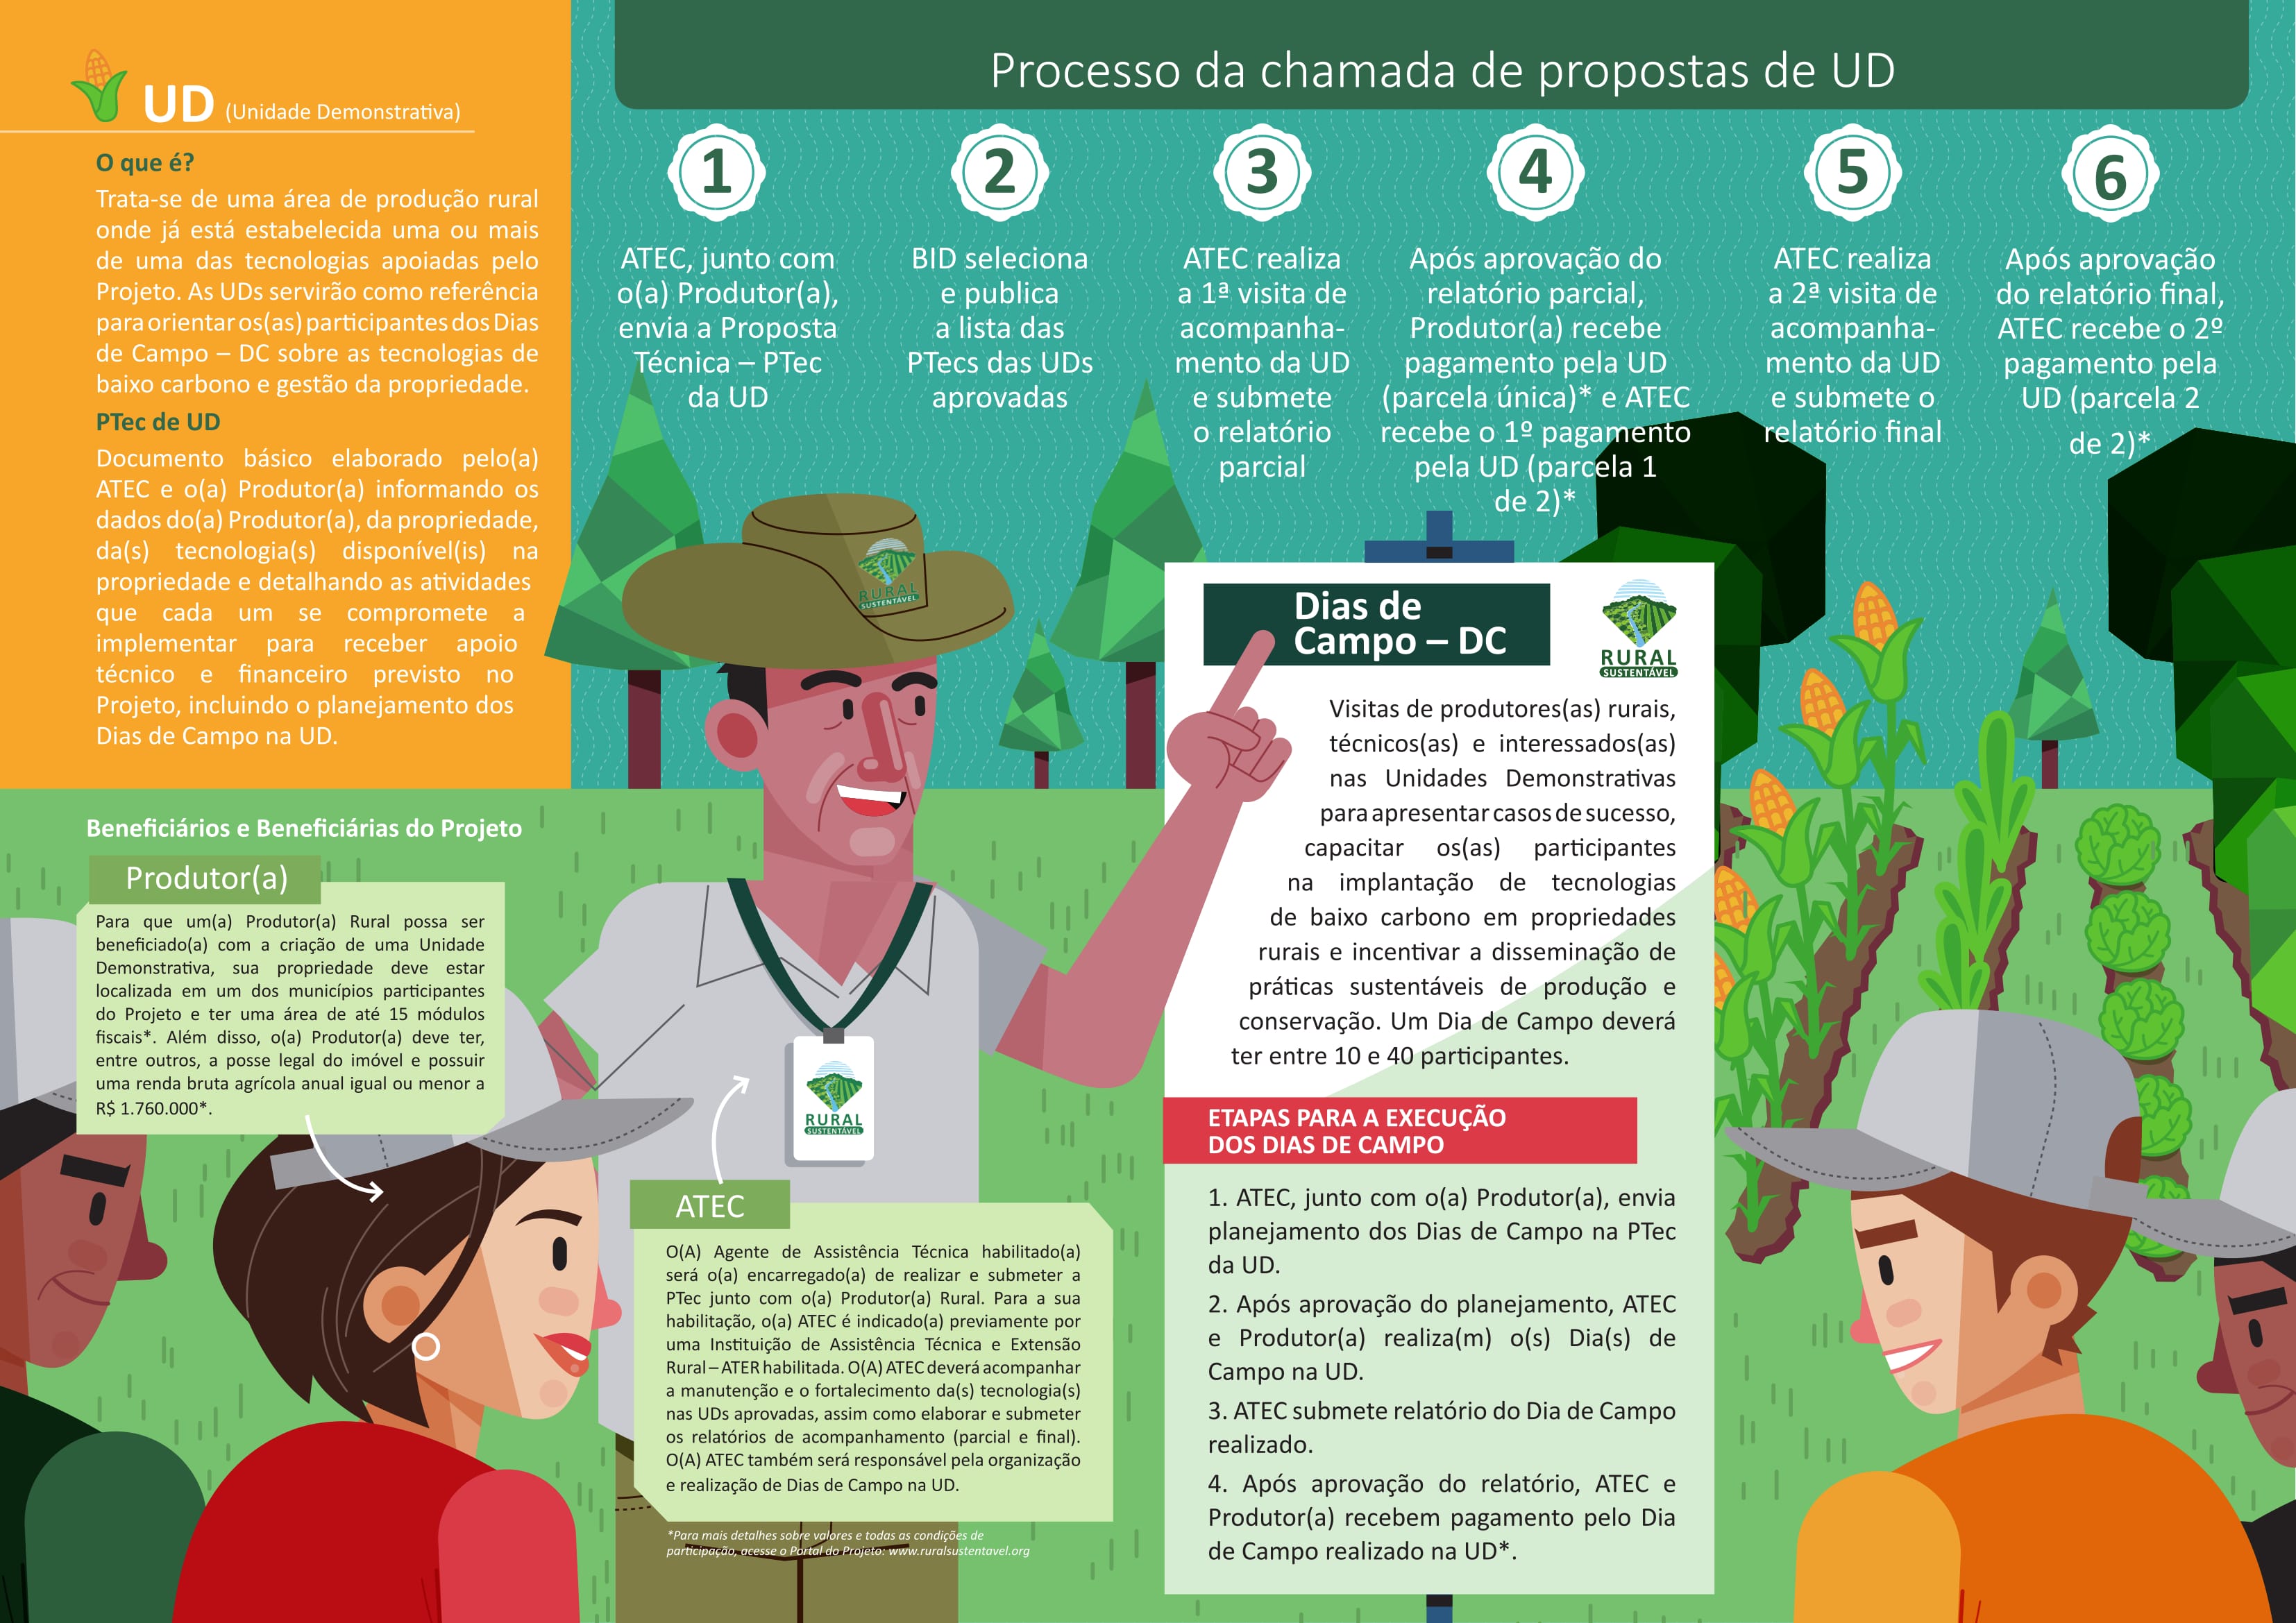 UD (Unidade Demonstrativa)
O que é?
Trata-se de uma área de produção rural
onde já está estabelecida uma ou mais
de uma das tecnologias apoiadas pelo
Projeto. As UDs servirão como referência
para orientar os(as) participantes dos Dias
de Campo – DC sobre as tecnologias de
baixo carbono e gestão da propriedade.
PTec de UD
Documento básico elaborado pelo(a)
ATEC e o(a) Produtor(a) informando os
dados do(a) Produtor(a), da propriedade,
da(s) tecnologia(s) disponível(is) na
propriedade e detalhando as atividades
que cada um se compromete a
implementar para receber apoio
técnico e financeiro previsto no
Projeto, incluindo o planejamento dos
Dias de Campo na UD.
Processo da chamada de propostas de UD
1
ATEC, junto com
o(a) Produtor(a),
envia a Proposta
Técnica – PTec
da UD
2
BID seleciona
e publica
a lista das
PTecs das UDs
aprovadas
3
ATEC realiza
a 1ª visita de
acompanha-
mento da UD
e submete
o relatório
parcial
4
Após aprovação do
relatório parcial,
Produtor(a) recebe
pagamento pela UD
(parcela única)* e ATEC
recebe o 1º pagamento
pela UD (parcela 1
de 2)*
5
ATEC realiza
a 2ª visita de
acompanha-
mento da UD
e submete o
relatório final
6
Após aprovação
do relatório final,
ATEC recebe o 2º
pagamento pela
UD (parcela 2
de 2)*
RURAL
SUSTENTÁVEL
Beneficiários e Beneficiárias do Projeto
Produtor(a)
Para que um(a) Produtor(a) Rural possa ser
beneficiado(a) com a criação de uma Unidade
Demonstrativa, sua propriedade deve estar
localizada em um dos municípios participantes
do Projeto e ter uma área de até 15 módulos
fiscais*. Além disso, o(a) Produtor(a) deve ter,
entre outros, a posse legal do imóvel e possuir
uma renda bruta agrícola anual igual ou menor a
R$ 1.760.000*.
RURAL
SUSTENTÁVEL
ATEC
O(A) Agente de Assistência Técnica habilitado(a)
será o(a) encarregado(a) de realizar e submeter a
PTec junto com o(a) Produtor(a) Rural. Para a sua
habilitação, o(a) ATEC é indicado(a) previamente por
uma Instituição de Assistência Técnica e Extensão
Rural – ATER habilitada. O(A) ATEC deverá acompanhar
a manutenção e o fortalecimento da(s) tecnologia(s)
nas UDs aprovadas, assim como elaborar e submeter
os relatórios de acompanhamento (parcial e final).
O(A) ATEC também será responsável pela organização
e realização de Dias de Campo na UD.
*Para mais detalhes sobre valores e todas as condições de
participação, acesse o Portal do Projeto: www.ruralsustentavel.org
Dias de
Campo – DC
RURAL
SUSTENTÁVEL
Visitas de produtores(as) rurais,
técnicos(as) e interessados(as)
nas Unidades Demonstrativas
para apresentar casos de sucesso,
capacitar os(as) participantes
na implantação de tecnologias
de baixo carbono em propriedades
rurais e incentivar a disseminação de
práticas sustentáveis de produção e
conservação. Um Dia de Campo deverá
ter entre 10 e 40 participantes.
ETAPAS PARA A EXECUÇÃO
DOS DIAS DE CAMPO
1. ATEC, junto com o(a) Produtor(a), envia
planejamento dos Dias de Campo na PTec
da UD.
2. Após aprovação do planejamento, ATEC
e Produtor(a) realiza(m) o(s) Dia(s) de
Campo na UD.
3. ATEC submete relatório do Dia de Campo
realizado.
4. Após aprovação do relatório, ATEC e
Produtor(a) recebem pagamento pelo Dia
de Campo realizado na UD*.